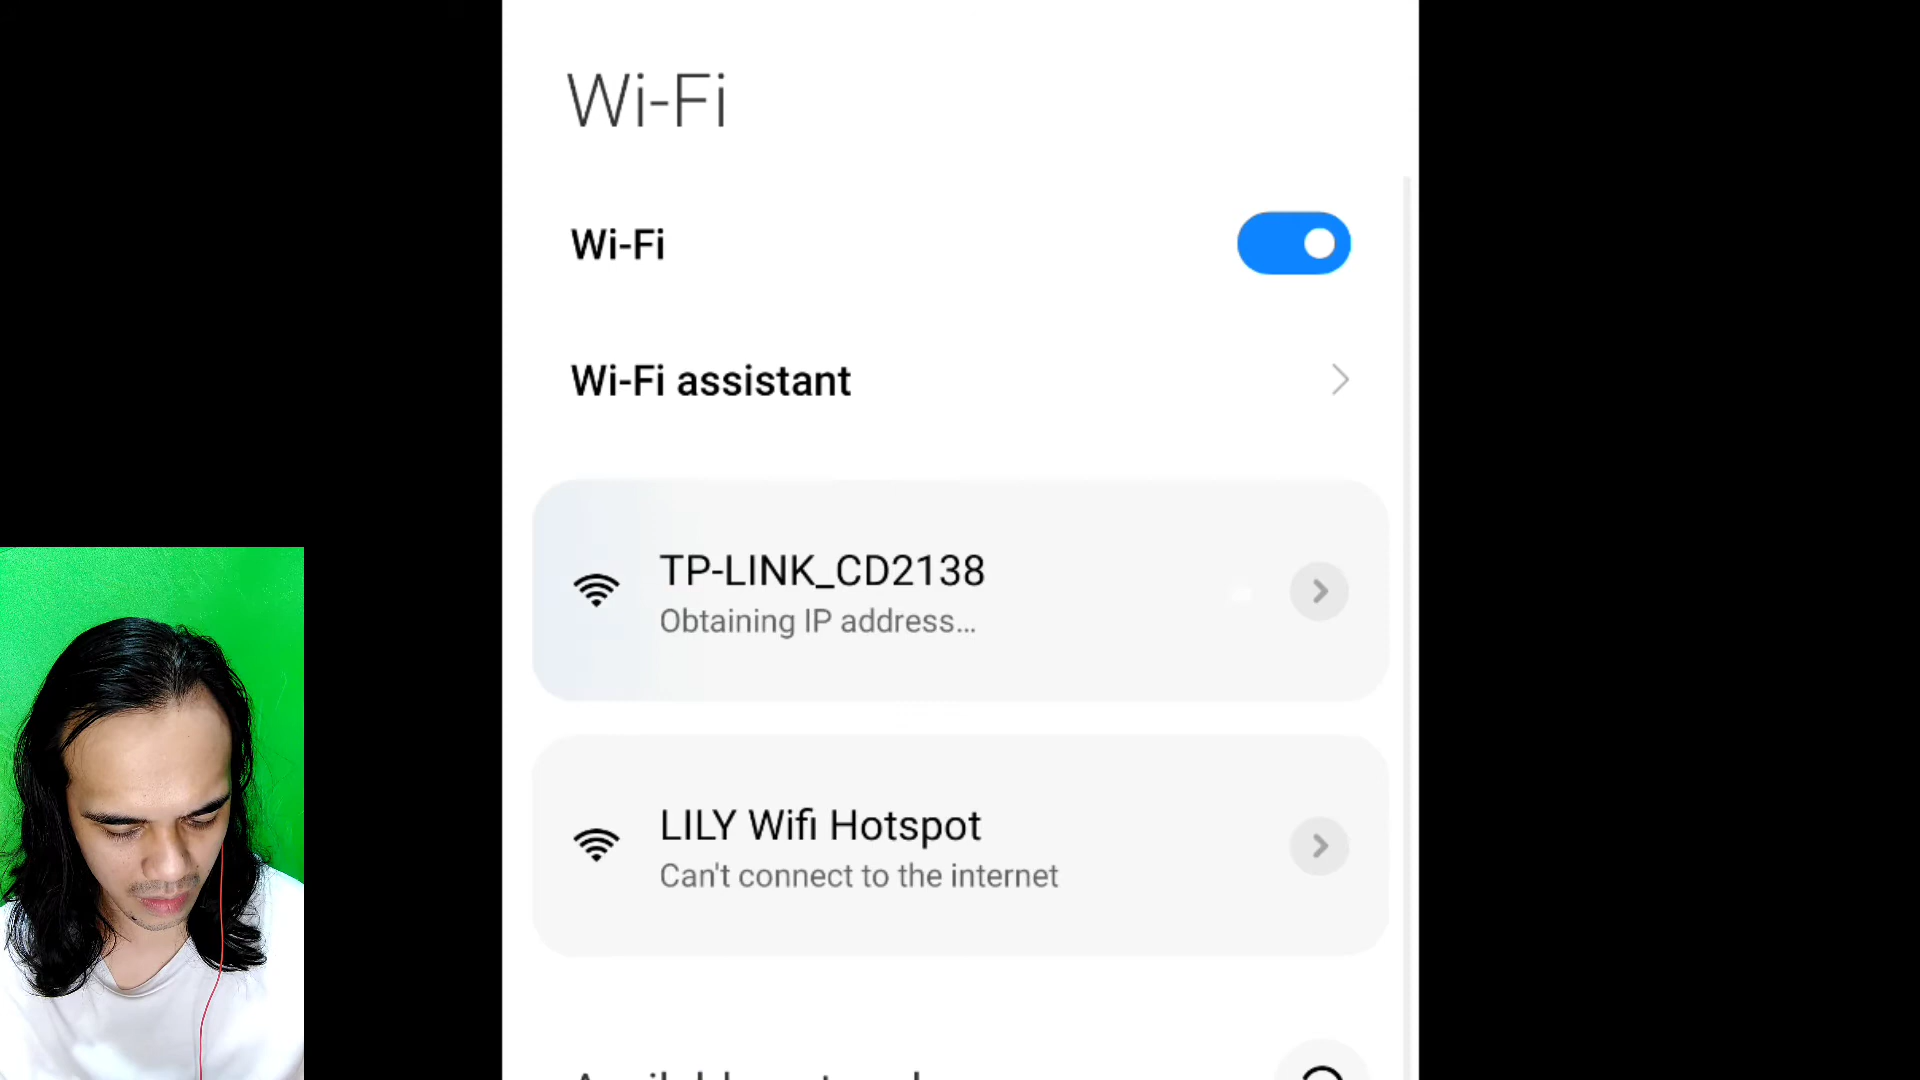 Wi-Fi
Wi-Fi
Wi-Fi assistant
TP-LINK_CD2138
Obtaining IP address...
LILY Wifi Hotspot
Can't connect to the internet